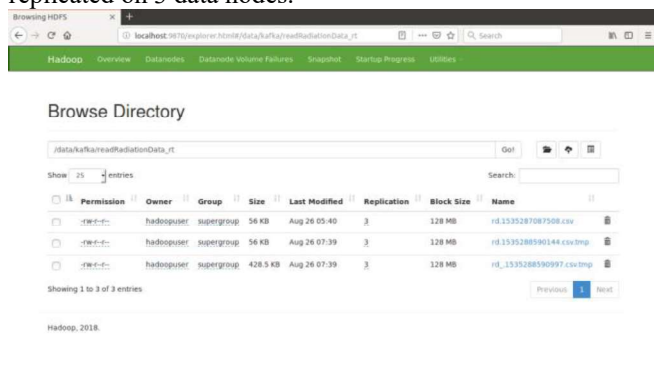 replicated on 3 data nodes.
Browsing HDFS × +
localhost:9870/explorer.html#/data/kafka/readRadiationData_rt ... Search
Hadoop Overview Datanodes Datanode Volume Failures Snapshot Startup Progress Utilities
Browse Directory
/data/kafka/readRadiationData_rt Go!
Show 25 entries Search:
Permission Owner Group Size Last Modified Replication Block Size Name
-rw-r--r-- hadoopuser supergroup 56 KB Aug 26 05:40 3 128 MB rd.1535287087508.csv
-rw-r--r-- hadoopuser supergroup 56 KB Aug 26 07:39 3 128 MB rd.1535288590144.csv.tmp
-rw-r--r-- hadoopuser supergroup 428.5 KB Aug 26 07:39 3 128 MB rd_.1535288590997.csv.tmp
Showing 1 to 3 of 3 entries Previous 1 Next
Hadoop, 2018.